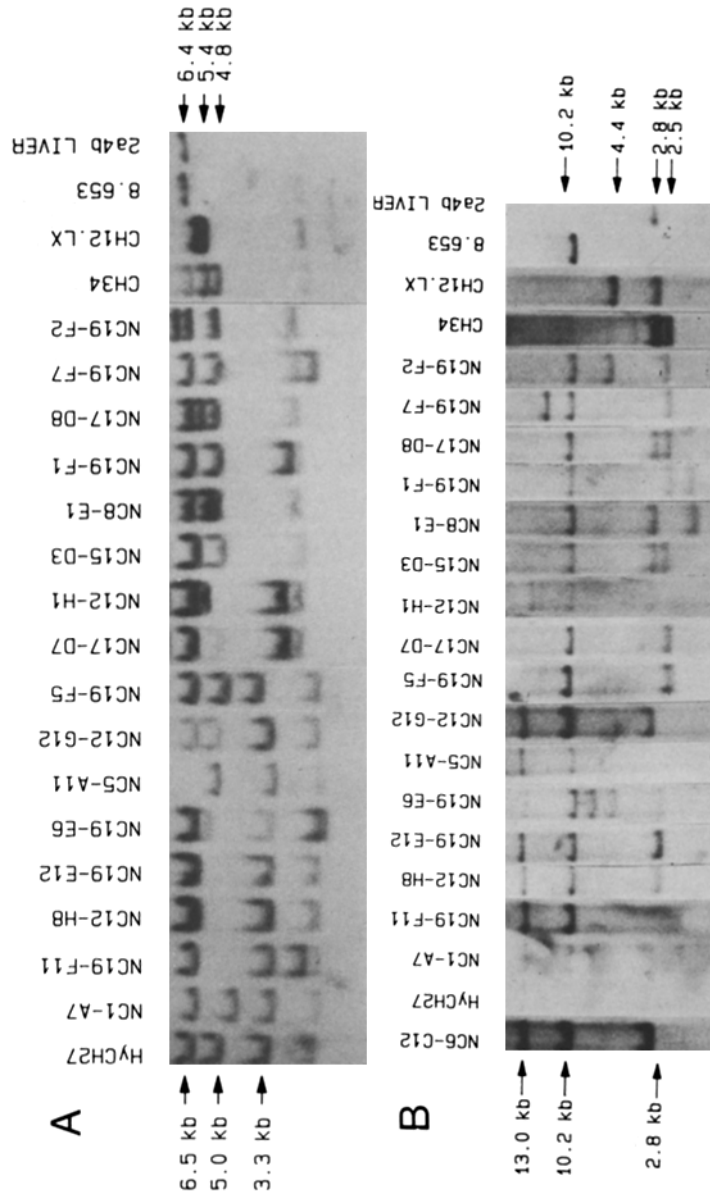 A
6.5 kb
5.0 kb
3.3 kb
HyCH27
NC1-A7
NC19-F11
NC12-H8
NC19-E12
NC19-E6
NC5-A11
NC12-G12
NC19-F5
NC17-D7
NC12-H1
NC15-D3
NC8-E1
NC19-F1
NC17-D8
NC19-F7
NC19-F2
CH34
CH12.LX
8.653
2a4b LIVER
6.4 kb
5.4 kb
4.8 kb
B
13.0 kb
10.2 kb
2.8 kb
NC6-C12
HyCH27
NC1-A7
NC19-F11
NC12-H8
NC19-E12
NC19-E6
NC5-A11
NC12-G12
NC19-F5
NC17-D7
NC12-H1
NC15-D3
NC8-E1
NC19-F1
NC17-D8
NC19-F7
NC19-F2
CH34
CH12.LX
8.653
2a4b LIVER
10.2 kb
4.4 kb
2.8 kb
2.5 kb